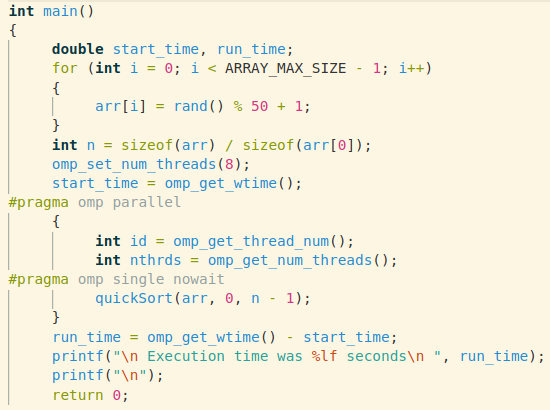 int main()
{
double start_time, run_time;
for (int i = 0; i < ARRAY_MAX_SIZE - 1; i++)
{
arr[i] = rand() % 50 + 1;
}
int n = sizeof(arr) / sizeof(arr[0]);
omp_set_num_threads(8);
start_time = omp_get_wtime();
#pragma omp parallel
{
int id = omp_get_thread_num();
int nthrds = omp_get_num_threads();
#pragma omp single nowait
quickSort(arr, 0, n - 1);
}
run_time = omp_get_wtime() - start_time;
printf("\n Execution time was %lf seconds\n ", run_time);
printf("\n");
return 0;